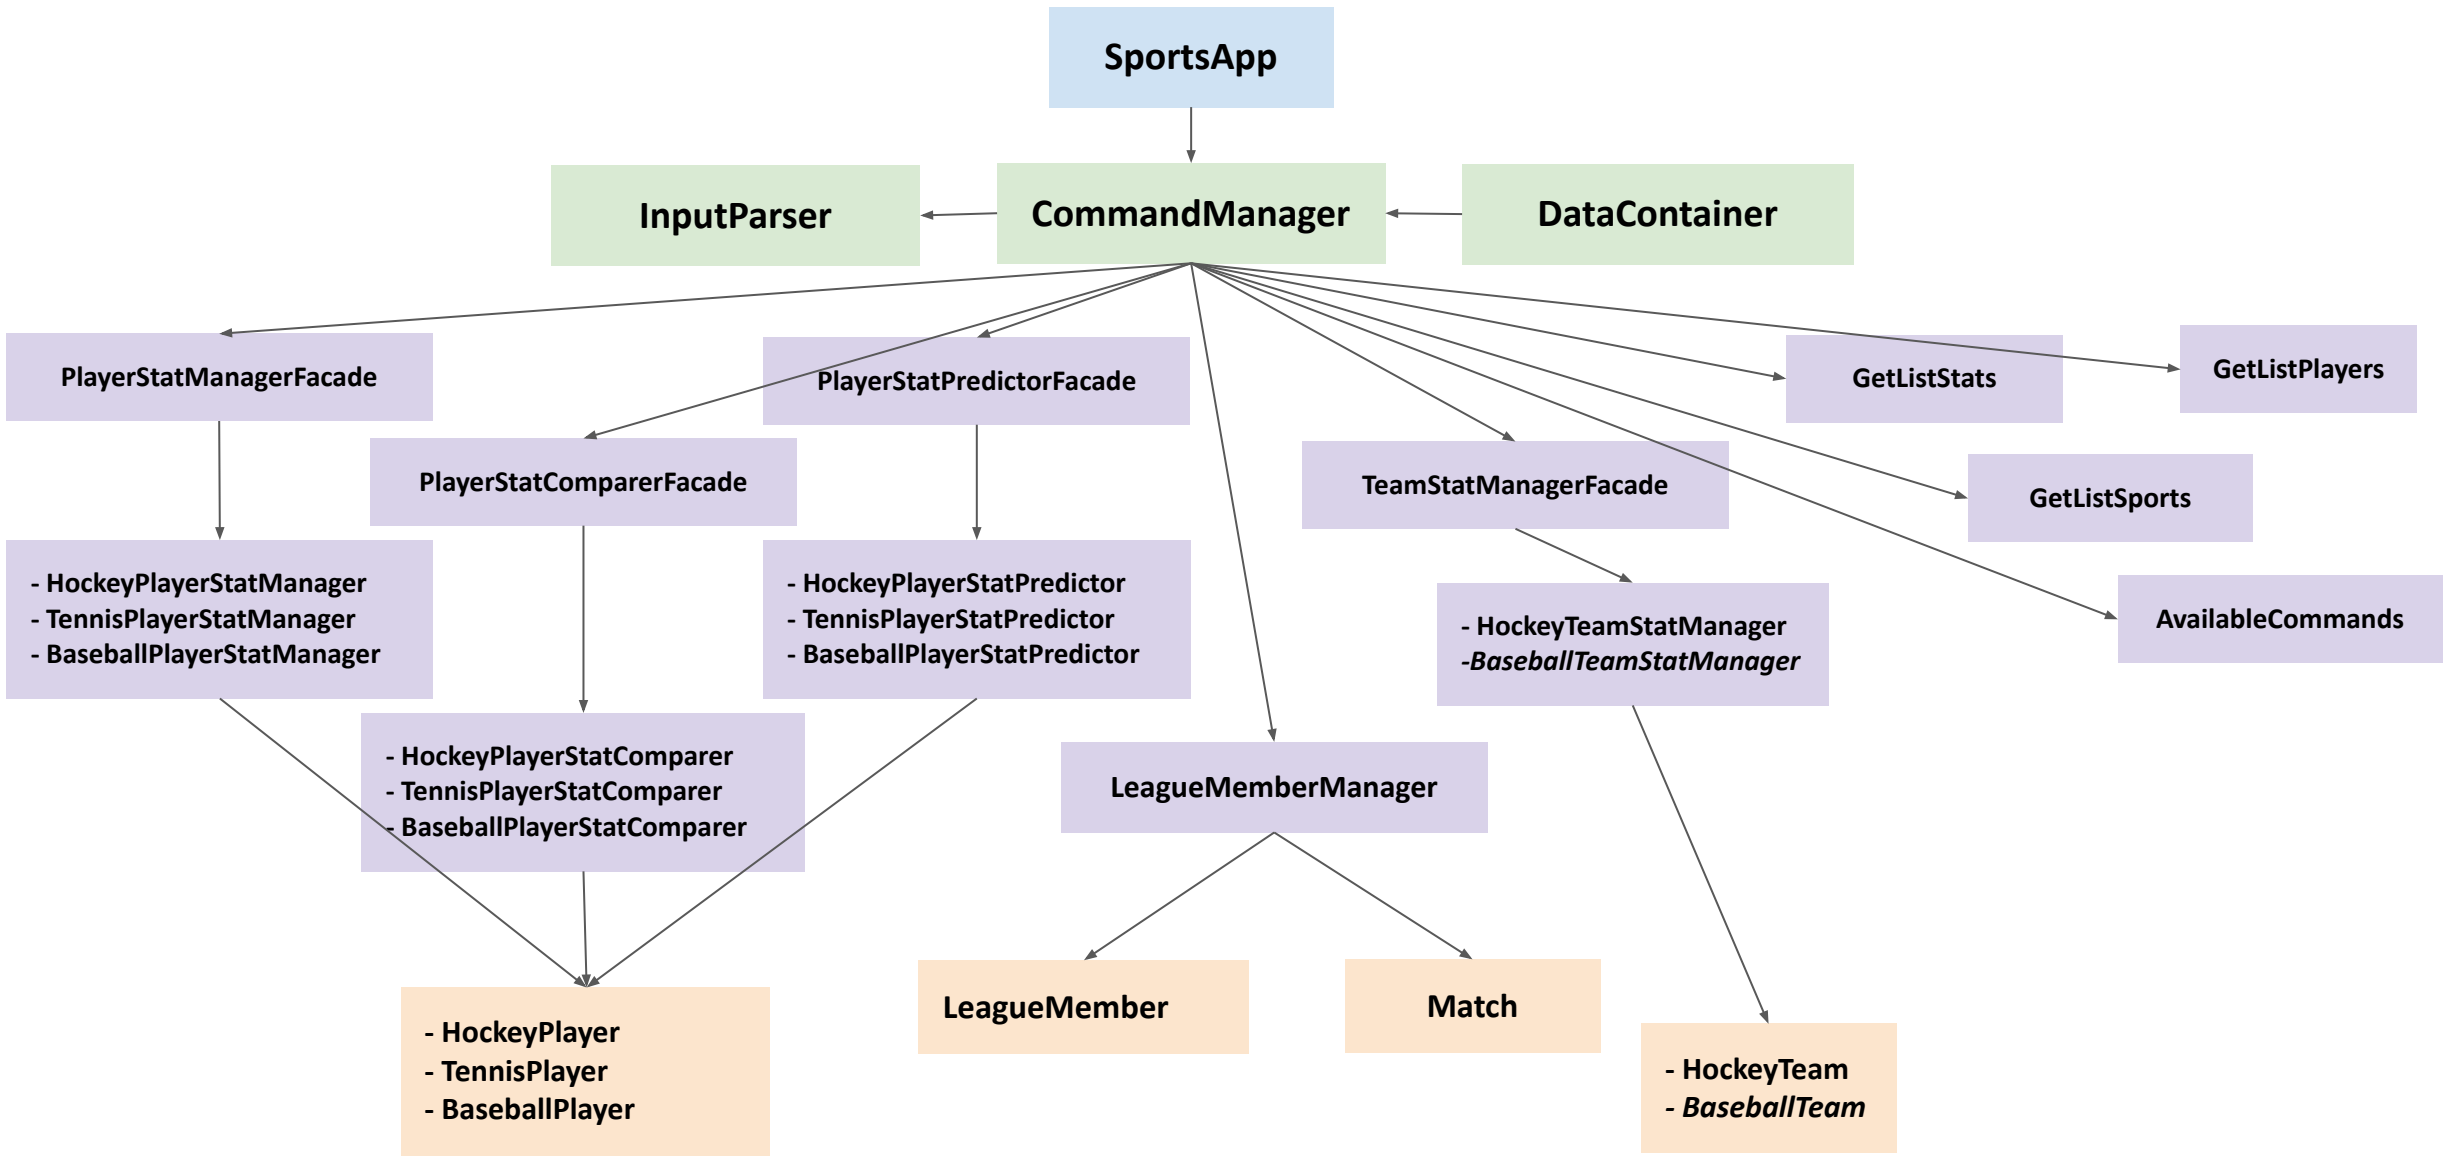 SportsApp
InputParser
CommandManager
DataContainer
PlayerStatManagerFacade
PlayerStatPredictorFacade
GetListStats
GetListPlayers
PlayerStatComparerFacade
TeamStatManagerFacade
GetListSports
- HockeyPlayerStatManager
- TennisPlayerStatManager
- BaseballPlayerStatManager
- HockeyPlayerStatPredictor
- TennisPlayerStatPredictor
- BaseballPlayerStatPredictor
- HockeyTeamStatManager
-BaseballTeamStatManager
AvailableCommands
- HockeyPlayerStatComparer
- TennisPlayerStatComparer
- BaseballPlayerStatComparer
LeagueMemberManager
LeagueMember
Match
- HockeyPlayer
- TennisPlayer
- BaseballPlayer
- HockeyTeam
- BaseballTeam